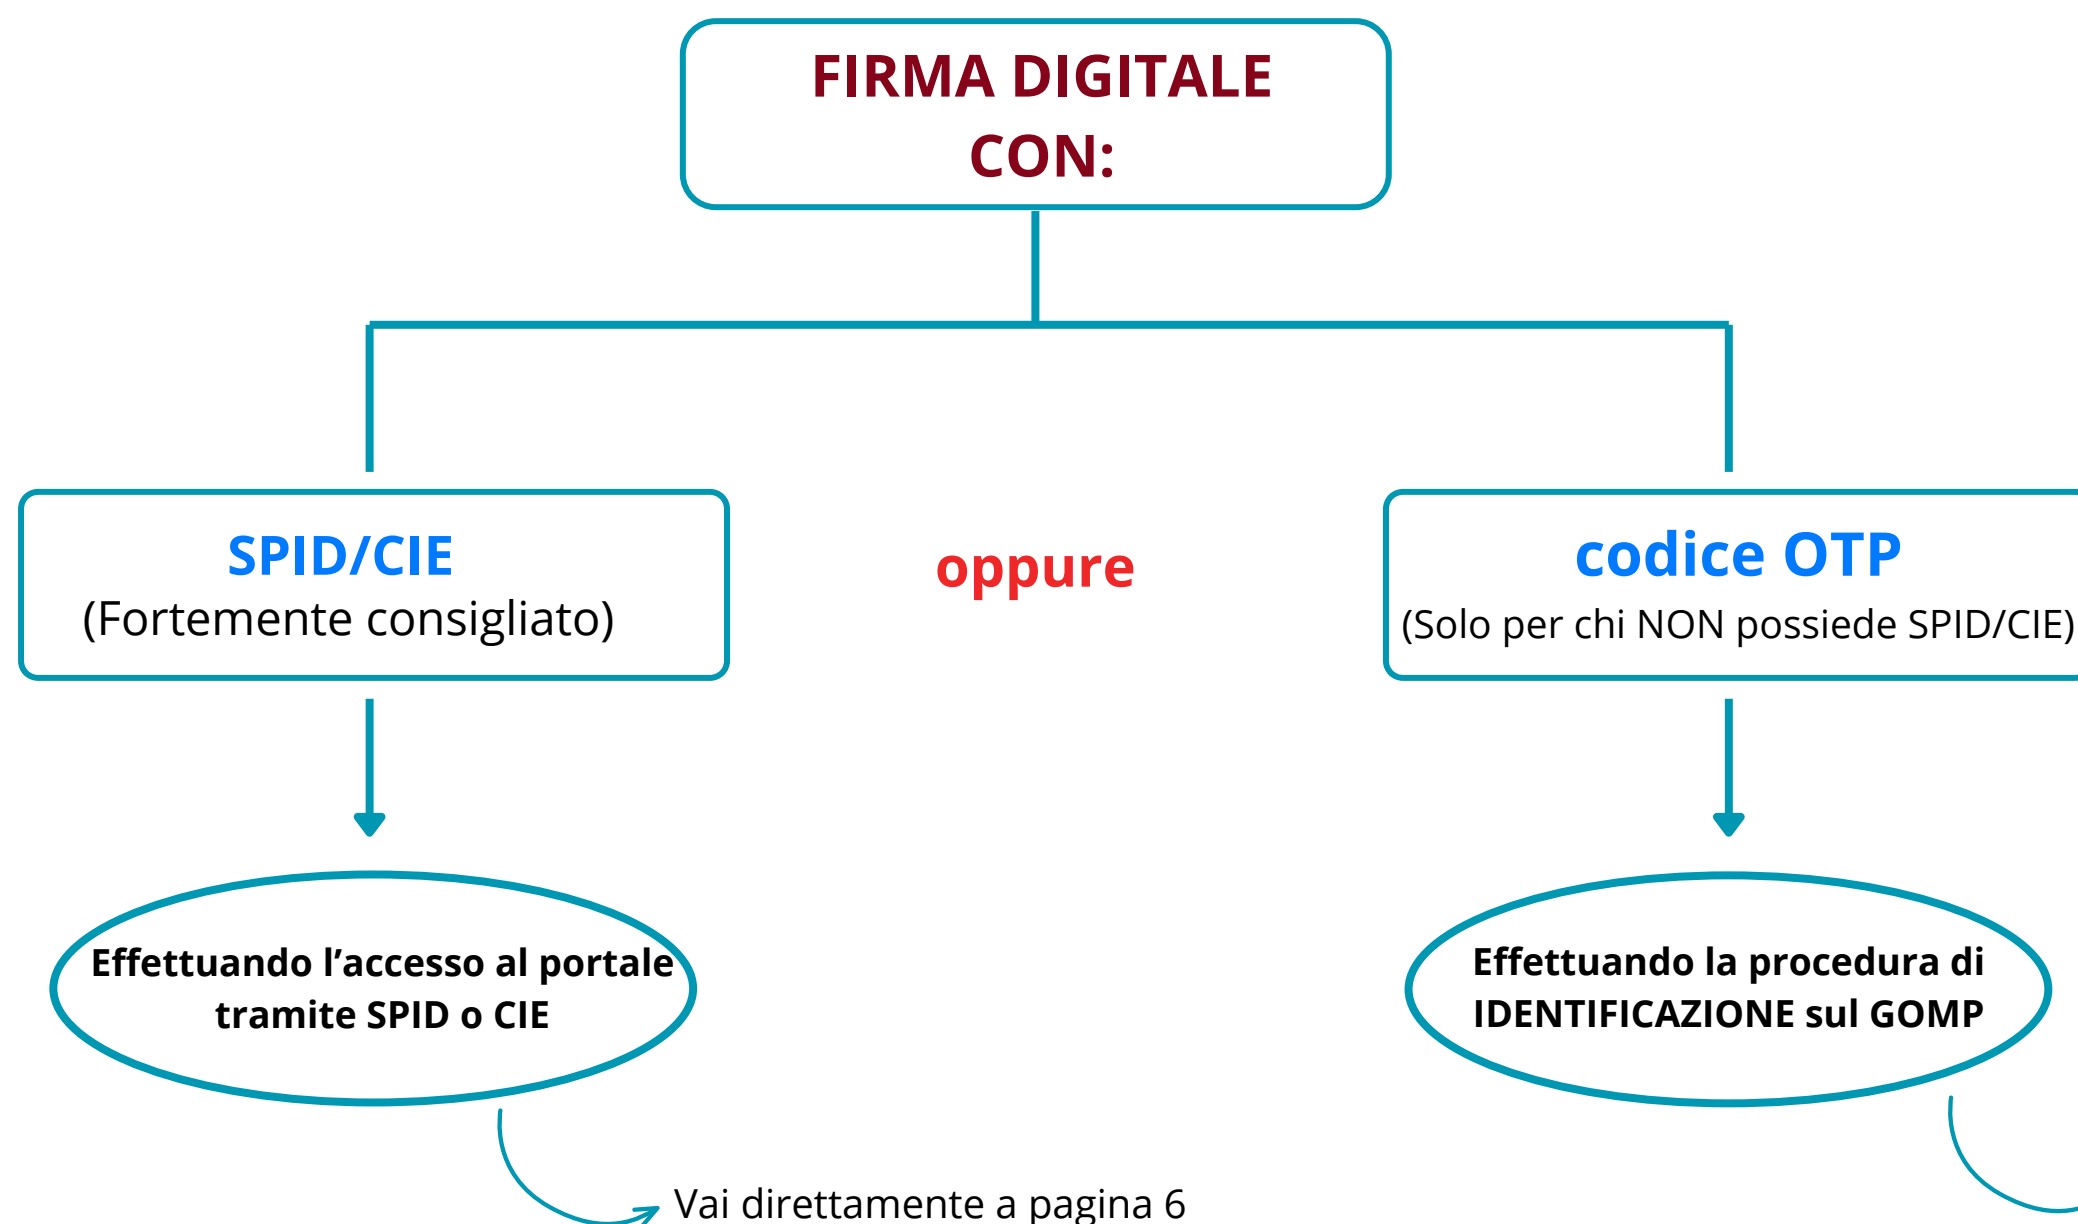 FIRMA DIGITALE
CON:
SPID/CIE
(Fortemente consigliato)
oppure
codice OTP
(Solo per chi NON possiede SPID/CIE)
Effettuando l’accesso al portale
tramite SPID o CIE
Effettuando la procedura di
IDENTIFICAZIONE sul GOMP
Vai direttamente a pagina 6